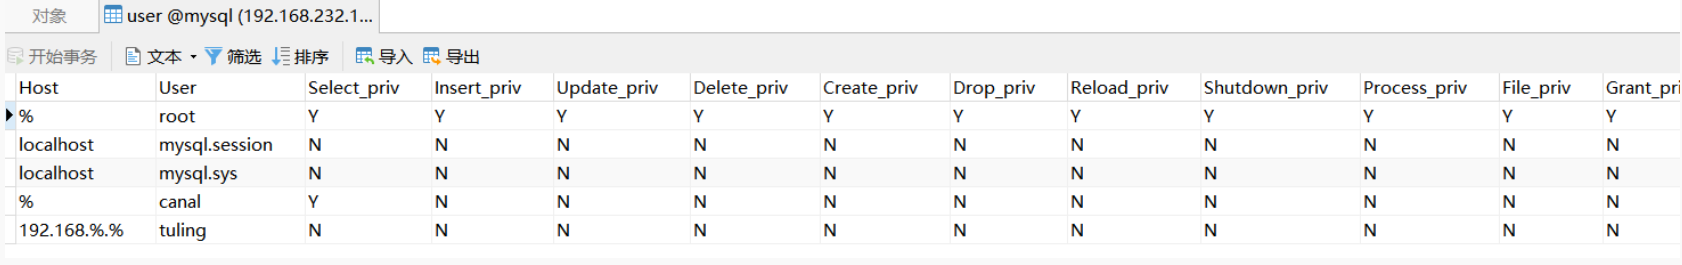 对象 user @mysql (192.168.232.1...
开始事务 文本 筛选 排序 导入 导出
Host User Select_priv Insert_priv Update_priv Delete_priv Create_priv Drop_priv Reload_priv Shutdown_priv Process_priv File_priv Grant_pri
% root Y Y Y Y Y Y Y Y Y Y Y
localhost mysql.session N N N N N N N N N N N
localhost mysql.sys N N N N N N N N N N N
% canal Y N N N N N N N N N N
192.168.%.% tuling N N N N N N N N N N N